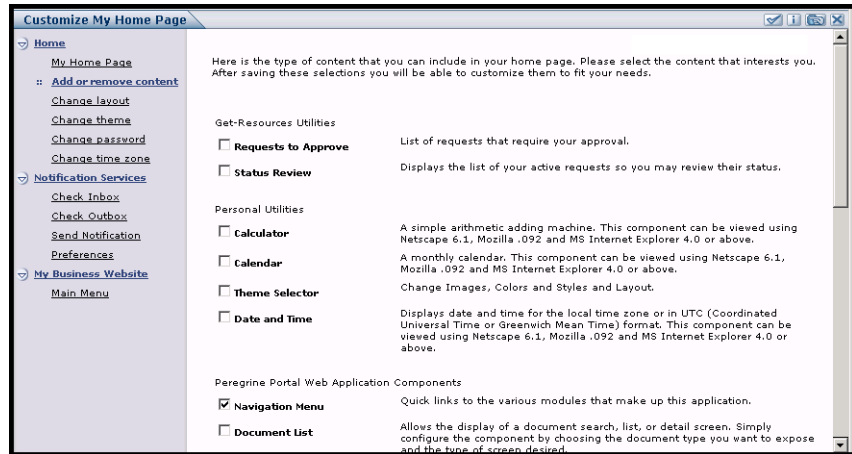 Customize My Home Page
Home
My Home Page
:: Add or remove content
Change layout
Change theme
Change password
Change time zone
Notification Services
Check Inbox
Check Outbox
Send Notification
Preferences
My Business Website
Main Menu
Here is the type of content that you can include in your home page. Please select the content that interests you.
After saving these selections you will be able to customize them to fit your needs.
Get-Resources Utilities
Requests to Approve
List of requests that require your approval.
Status Review
Displays the list of your active requests so you may review their status.
Personal Utilities
Calculator
A simple arithmetic adding machine. This component can be viewed using
Netscape 6.1, Mozilla .092 and MS Internet Explorer 4.0 or above.
Calendar
A monthly calendar. This component can be viewed using Netscape 6.1,
Mozilla .092 and MS Internet Explorer 4.0 or above.
Theme Selector
Change Images, Colors and Styles and Layout.
Date and Time
Displays date and time for the local time zone or in UTC (Coordinated
Universal Time or Greenwich Mean Time) format. This component can be
viewed using Netscape 6.1, Mozilla .092 and MS Internet Explorer 4.0 or
above.
Peregrine Portal Web Application Components
Navigation Menu
Quick links to the various modules that make up this application.
Document List
Allows the display of a document search, list, or detail screen. Simply
configure the component by choosing the document type you want to expose
and the type of screen desired.